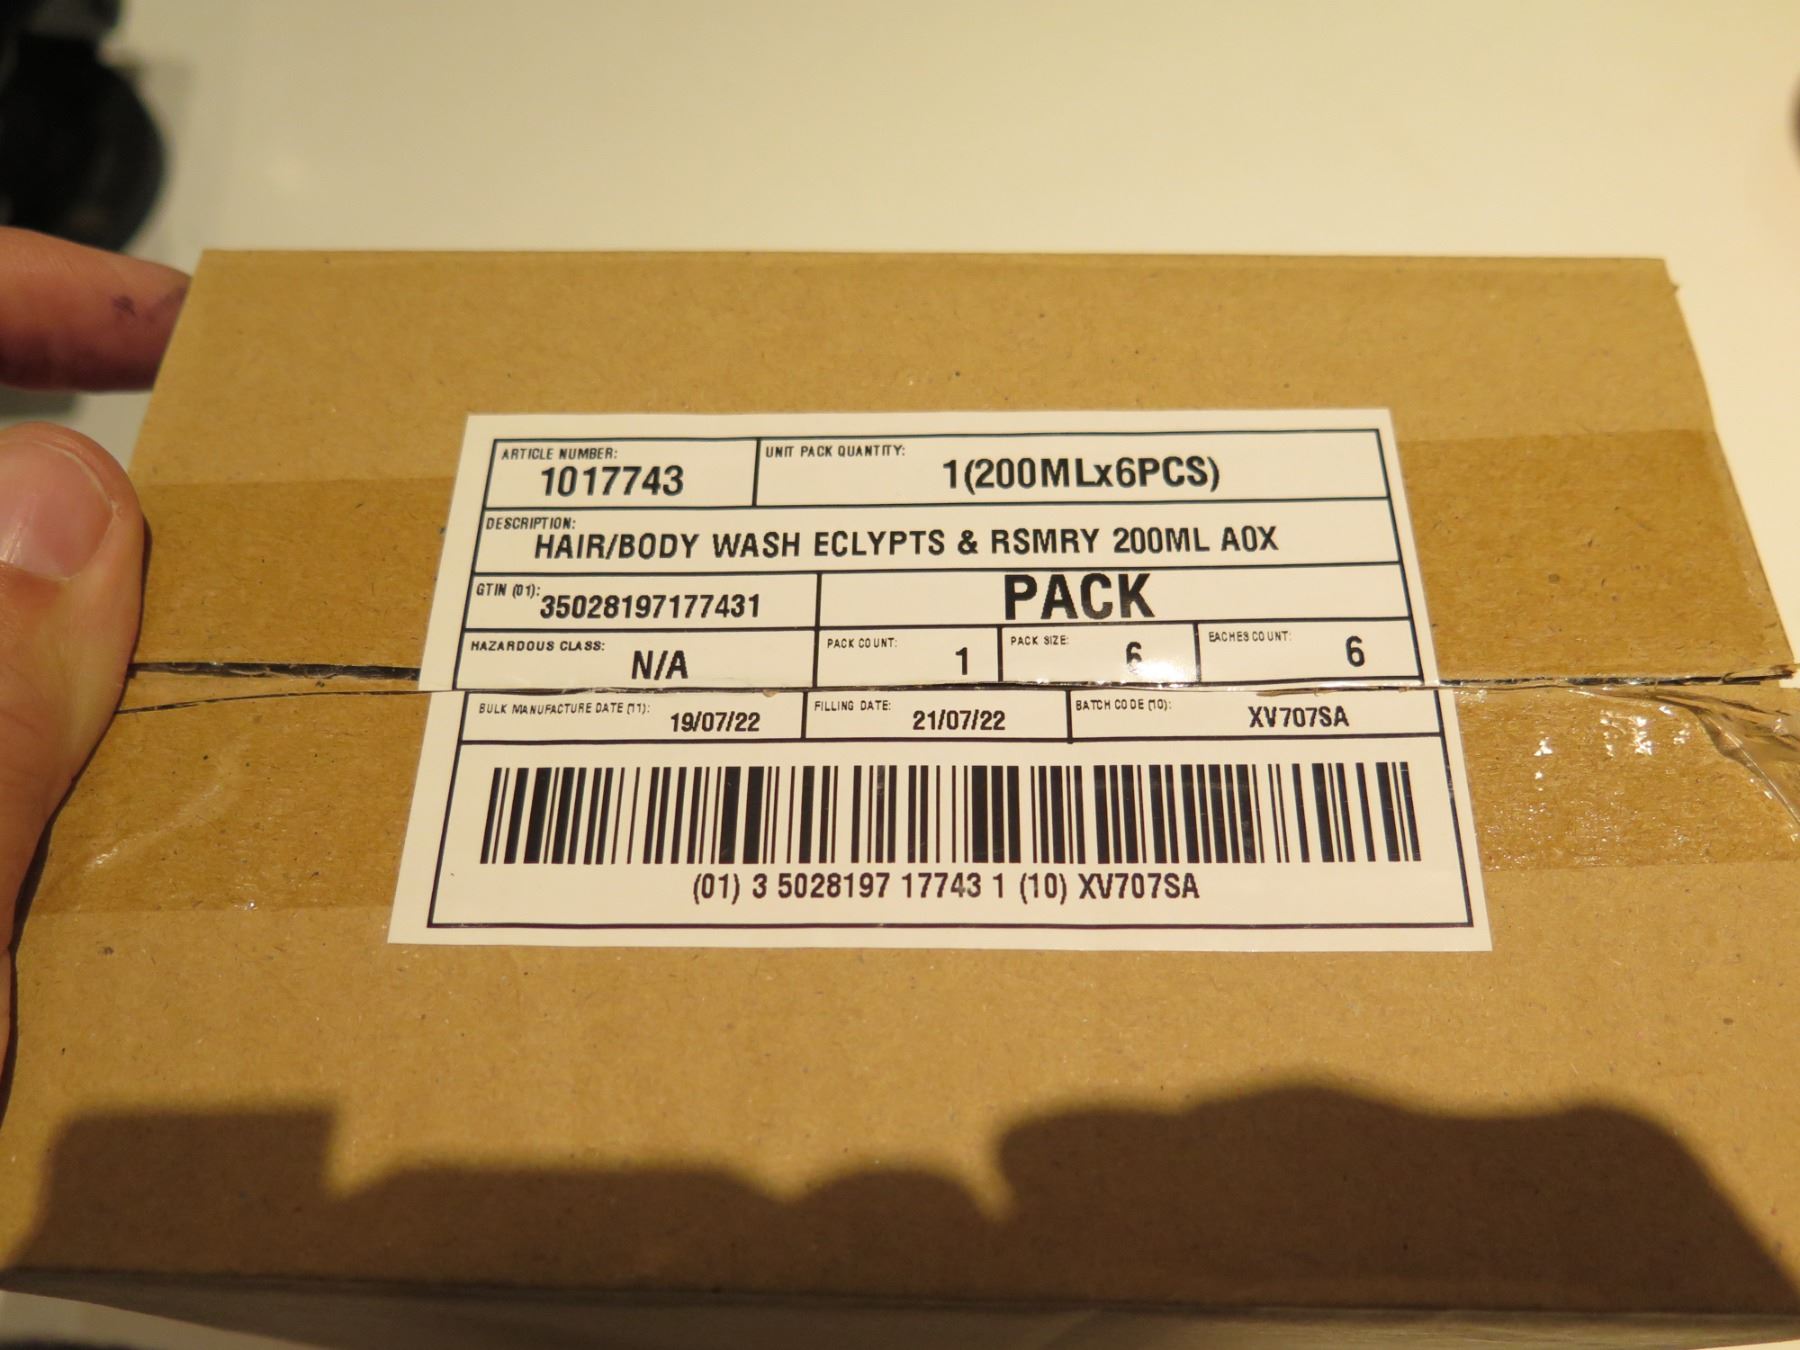 ARTICLE NUMBER:
1017743
UNIT PACK QUANTITY:
1(200MLx6PCS)
DESCRIPTION:
HAIR/BODY WASH ECLYPTS & RSMRY 200ML A0X
GTIN (01):
35028197177431
PACK
HAZARDOUS CLASS:
N/A
PACK COUNT:
1
PACK SIZE:
6
EACHES COUNT:
6
BULK MANUFACTURE DATE (11):
19/07/22
FILLING DATE:
21/07/22
BATCH CODE (10):
XV707SA
(01) 3 5028197 17743 1 (10) XV707SA